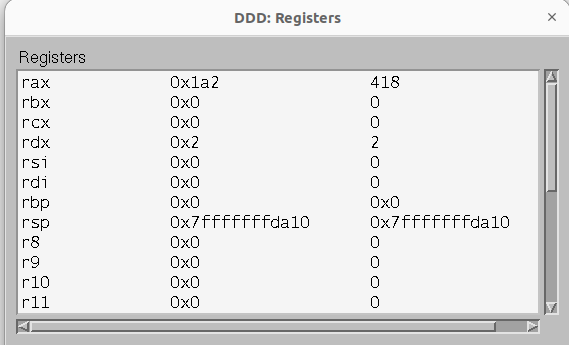 DDD: Registers
Registers
rax 0x1a2 418
rbx 0x0 0
rcx 0x0 0
rdx 0x2 2
rsi 0x0 0
rdi 0x0 0
rbp 0x0 0x0
rsp 0x7fffffffda10 0x7fffffffda10
r8 0x0 0
r9 0x0 0
r10 0x0 0
r11 0x0 0